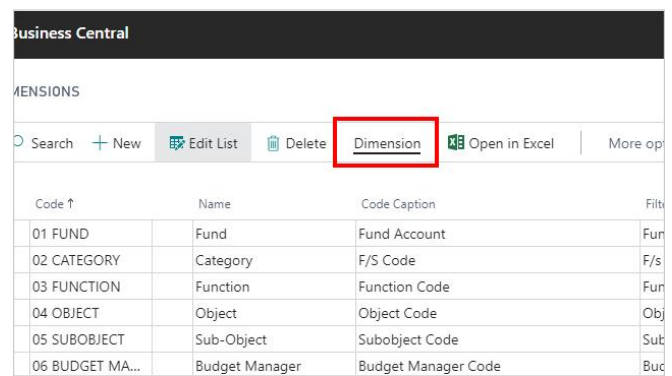 Business Central
MENSIONS
Search + New Edit List Delete Dimension Open in Excel More op
Code ↑ Name Code Caption Filt
01 FUND Fund Fund Account Fun
02 CATEGORY Category F/S Code F/s
03 FUNCTION Function Function Code Fun
04 OBJECT Object Object Code Obj
05 SUBOBJECT Sub-Object Subobject Code Sub
06 BUDGET MA... Budget Manager Budget Manager Code Bud